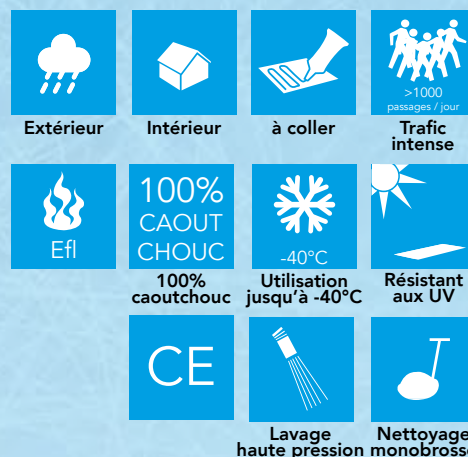 >1000
passages / jour
Extérieur
Intérieur
à coller
Trafic
intense
Efl
100%
CAOUT
CHOUC
-40°C
100%
caoutchouc
Utilisation
jusqu'à -40°C
Résistant
aux UV
CE
Lavage
haute pression
Nettoyage
monobrosse